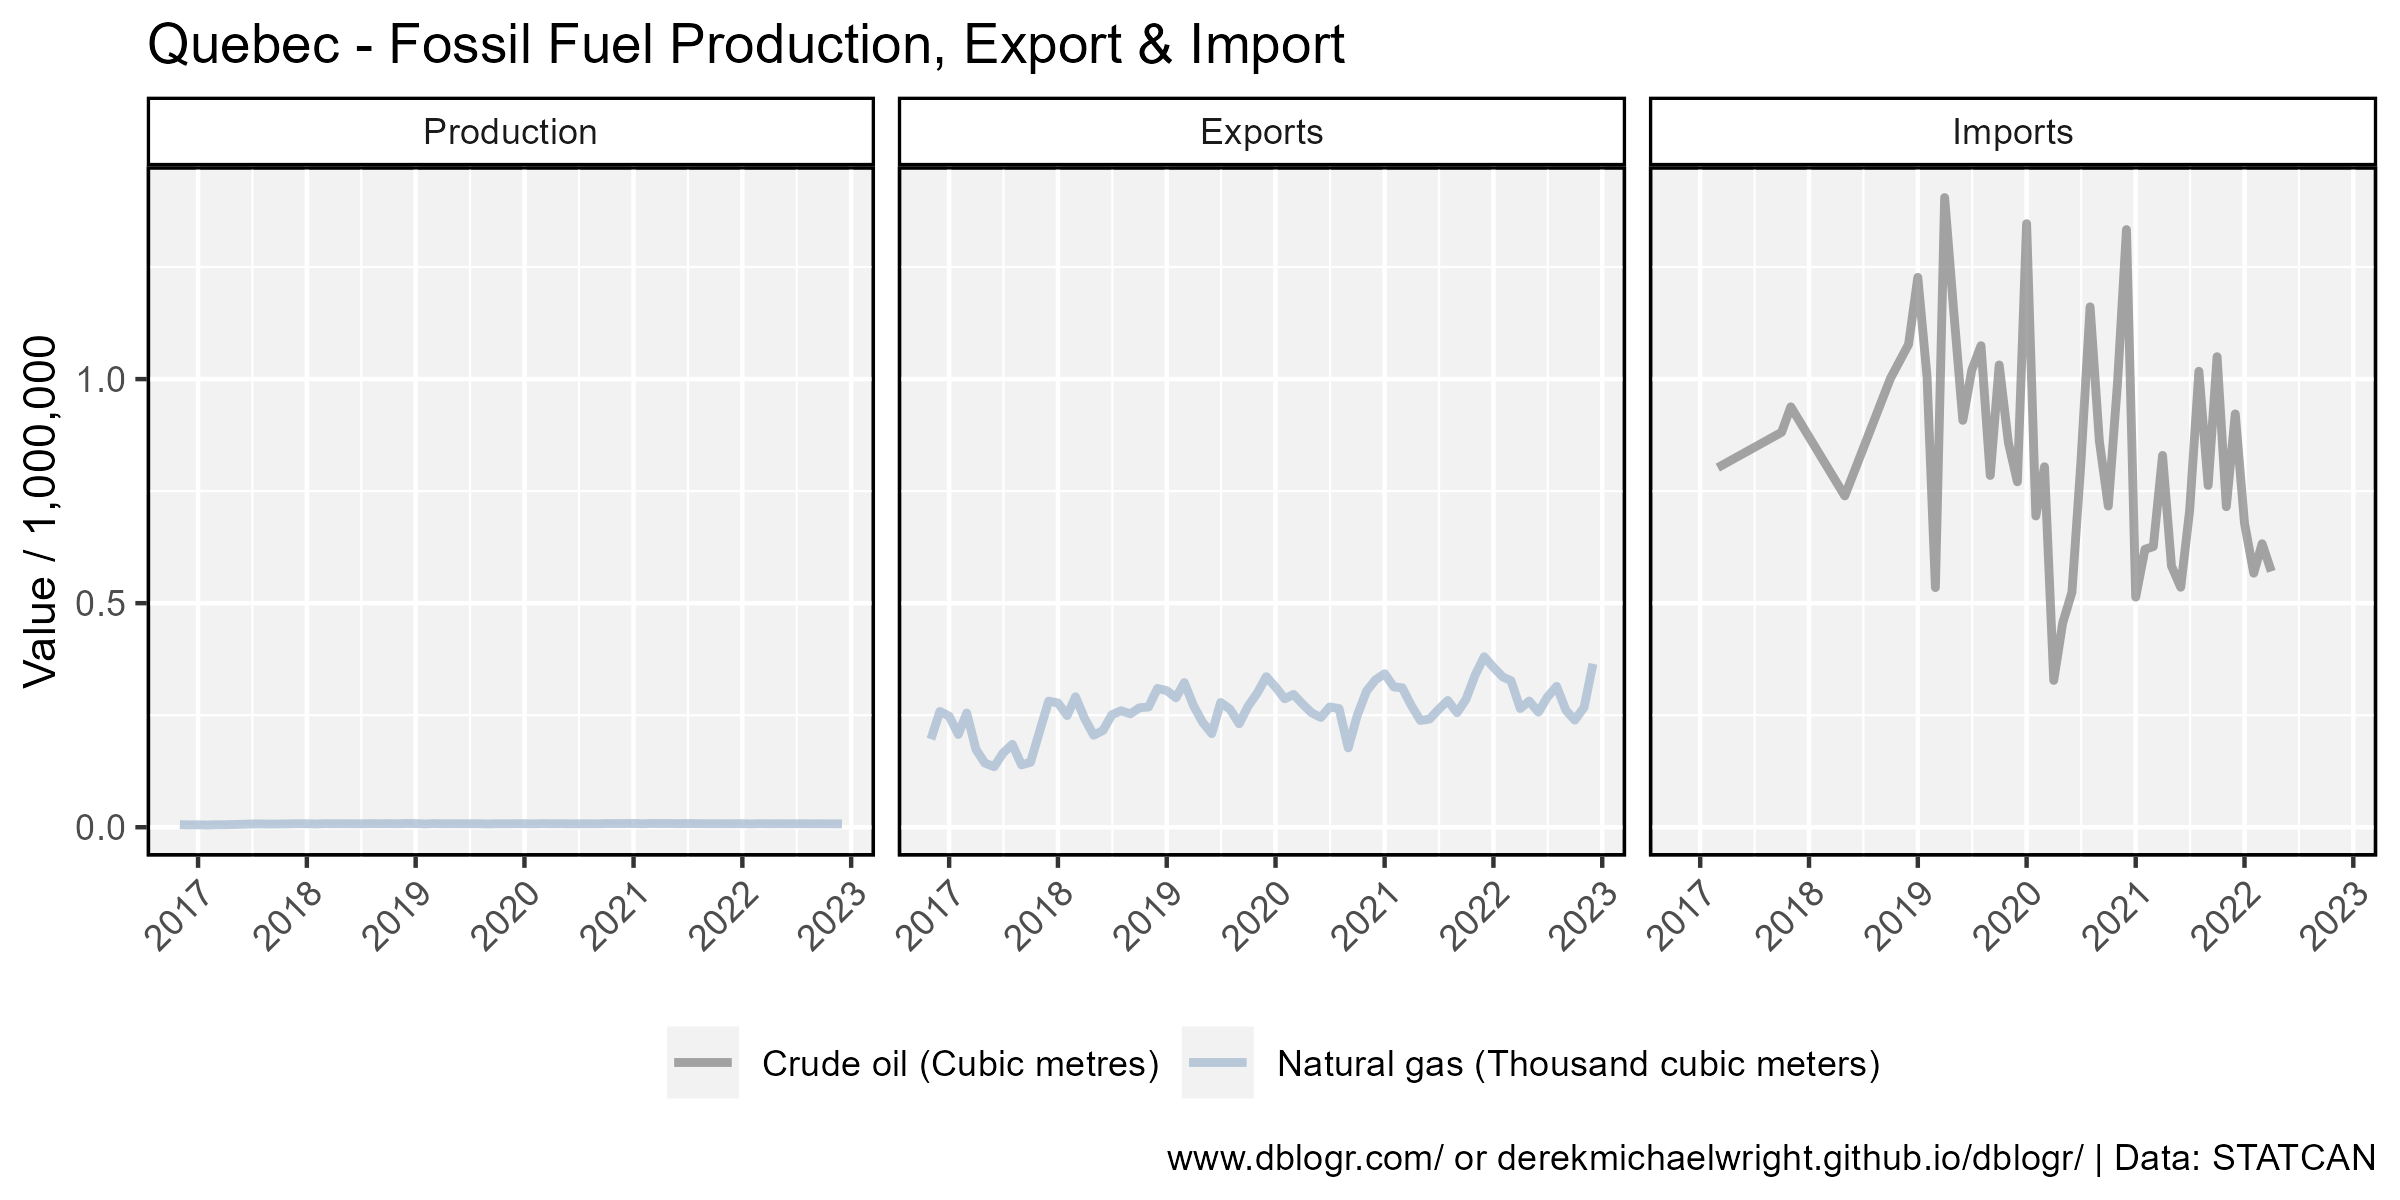 Quebec - Fossil Fuel Production, Export & Import
Production
Exports
Imports
Value / 1,000,000
1.0
0.5
0.0
2017 2018 2019 2020 2021 2022 2023
2017 2018 2019 2020 2021 2022 2023
2017 2018 2019 2020 2021 2022 2023
Crude oil (Cubic metres)
Natural gas (Thousand cubic meters)
www.dblogr.com/ or derekmichaelwright.github.io/dblogr/ | Data: STATCAN